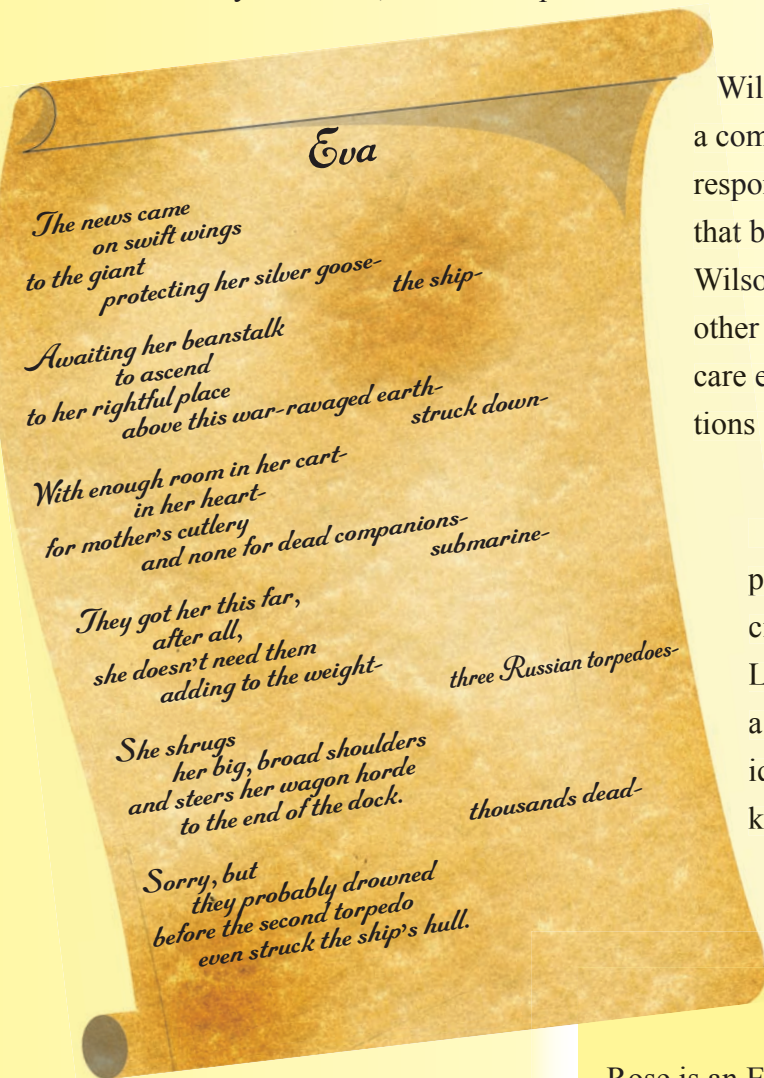 Eva
The news came
on swift wings
to the giant
protecting her silver goose-
the ship-
Awaiting her beanstalk
to ascend
to her rightful place
above this war-ravaged earth-
struck down-
With enough room in her cart-
in her heart-
for mother's cutlery
and none for dead companions-
submarine-
They got her this far,
after all,
she doesn't need them
adding to the weight-
three Russian torpedoes-
She shrugs
her big, broad shoulders
and steers her wagon horde
to the end of the dock.
thousands dead-
Sorry, but
they probably drowned
before the second torpedo
even struck the ship's hull.
a com
that b
other
care e
tions
Rose is an